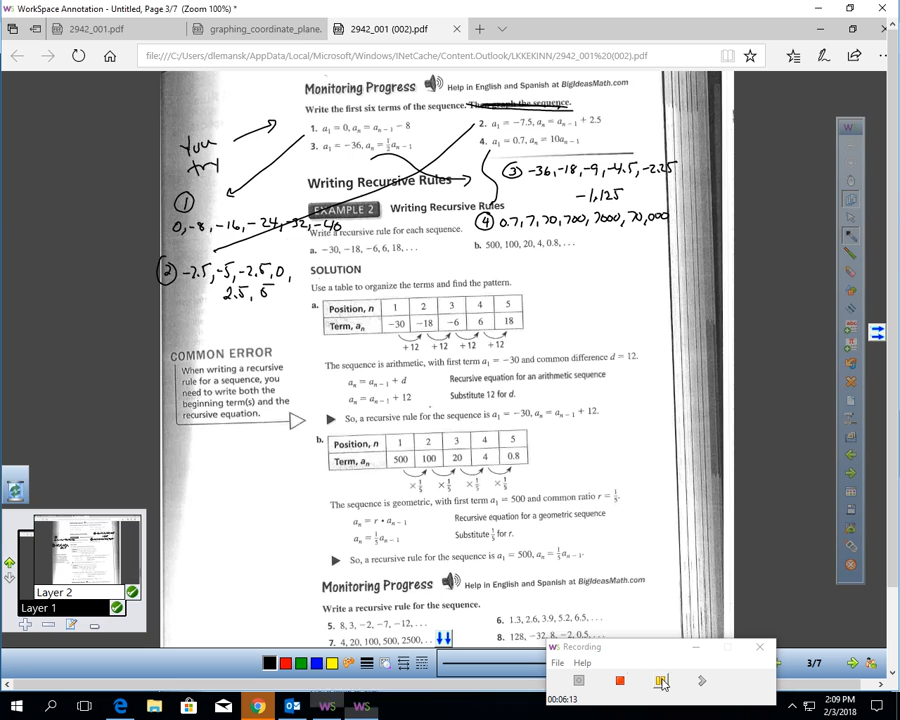 WorkSpace Annotation - Untitled, Page 3/7 (Zoom 100%) *
2942_001.pdf
graphing_coordinate_plane.
2942_001 (002).pdf
file:///C:/Users/dlemansk/AppData/Local/Microsoft/Windows/INetCache/Content.Outlook/LKKEKINN/2942_001%20(002).pdf
Monitoring Progress Help in English and Spanish at BigIdeasMath.com
Write the first six terms of the sequence. Then graph the sequence.
1. a₁ = 0, aₙ = aₙ₋₁ − 8
2. a₁ = −7.5, aₙ = aₙ₋₁ + 2.5
3. a₁ = −36, aₙ = ½aₙ₋₁
4. a₁ = 0.7, aₙ = 10aₙ₋₁
You
try
① 
0, -8, -16, -24, -32, -40
② -7.5, -5, -2.5, 0,
2.5, 5
③ -36, -18, -9, -4.5, -2.25
-1,125
④ 0.7, 7, 70, 700, 7000, 70,000
Writing Recursive Rules
EXAMPLE 2 Writing Recursive Rules
Write a recursive rule for each sequence.
a. −30, −18, −6, 6, 18, . . .
b. 500, 100, 20, 4, 0.8, . . .
SOLUTION
Use a table to organize the terms and find the pattern.
a.
Position, n 1 2 3 4 5
Term, aₙ −30 −18 −6 6 18
+12 +12 +12 +12
COMMON ERROR
When writing a recursive
rule for a sequence, you
need to write both the
beginning term(s) and the
recursive equation.
The sequence is arithmetic, with first term a₁ = −30 and common difference d = 12.
aₙ = aₙ₋₁ + d Recursive equation for an arithmetic sequence
aₙ = aₙ₋₁ + 12 Substitute 12 for d.
So, a recursive rule for the sequence is a₁ = −30, aₙ = aₙ₋₁ + 12.
b.
Position, n 1 2 3 4 5
Term, aₙ 500 100 20 4 0.8
×⅕ ×⅕ ×⅕ ×⅕
The sequence is geometric, with first term a₁ = 500 and common ratio r = ⅕.
aₙ = r • aₙ₋₁ Recursive equation for a geometric sequence
aₙ = ⅕aₙ₋₁ Substitute ⅕ for r.
So, a recursive rule for the sequence is a₁ = 500, aₙ = ⅕aₙ₋₁.
Monitoring Progress Help in English and Spanish at BigIdeasMath.com
Write a recursive rule for the sequence.
5. 8, 3, −2, −7, −12, . . .
6. 1.3, 2.6, 3.9, 5.2, 6.5, . . .
7. 4, 20, 100, 500, 2500, . .
8. 128, −32, 8, −2, 0.5, . . .
Layer 2
Layer 1
Recording
File Help
00:06:13
3/7
2:09 PM
2/3/2018